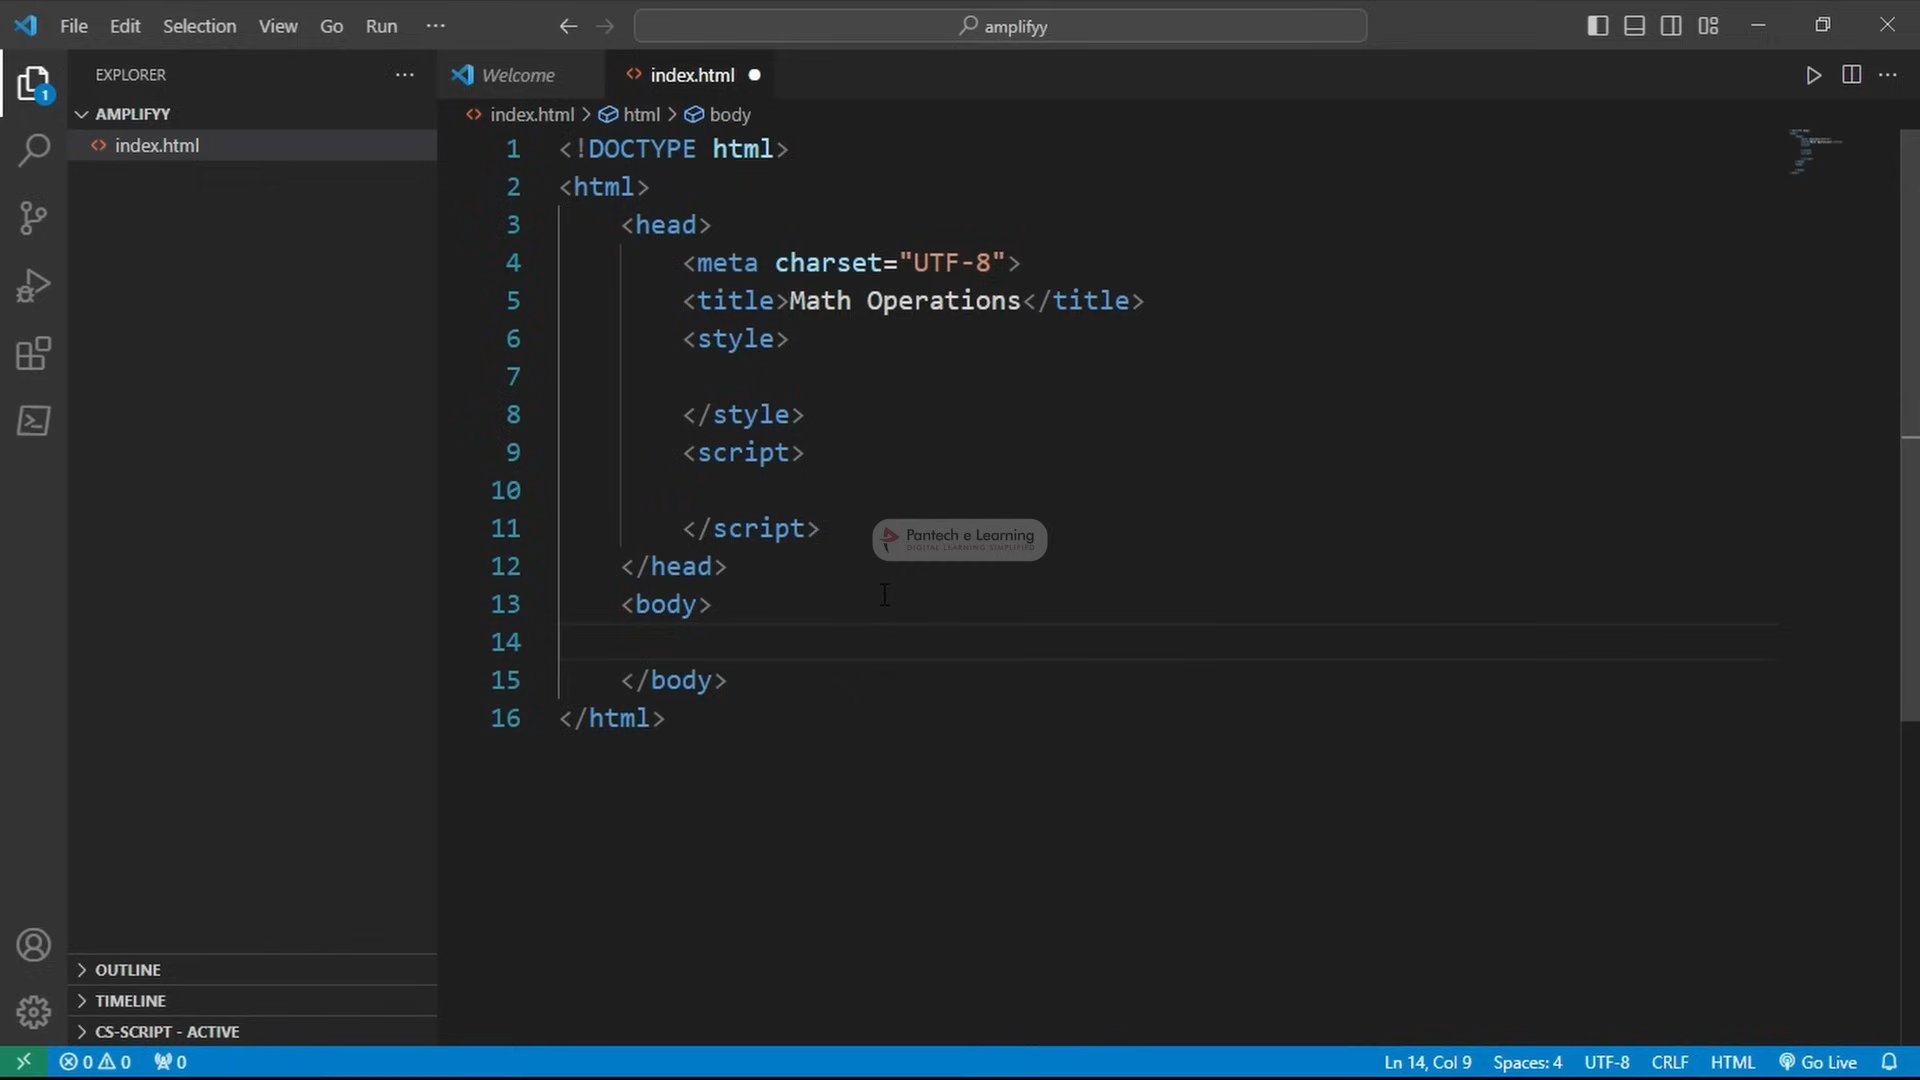 File Edit Selection View Go Run ··· amplifyy
EXPLORER ···
AMPLIFYY
index.html
OUTLINE
TIMELINE
CS-SCRIPT - ACTIVE
Welcome index.html
index.html > html > body
1 <!DOCTYPE html>
2 <html>
3 <head>
4 <meta charset="UTF-8">
5 <title>Math Operations</title>
6 <style>
7
8 </style>
9 <script>
10
11 </script>
12 </head>
13 <body>
14
15 </body>
16 </html>
Pantech e Learning
DIGITAL LEARNING SIMPLIFIED
1
0 0 0 Ln 14, Col 9 Spaces: 4 UTF-8 CRLF HTML Go Live